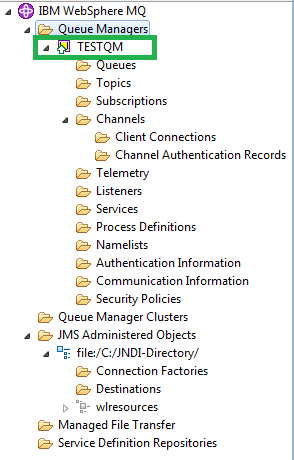 IBM WebSphere MQ
Queue Managers
TESTQM
Queues
Topics
Subscriptions
Channels
Client Connections
Channel Authentication Records
Telemetry
Listeners
Services
Process Definitions
Namelists
Authentication Information
Communication Information
Security Policies
Queue Manager Clusters
JMS Administered Objects
file:/C:/JNDI-Directory/
Connection Factories
Destinations
wlresources
Managed File Transfer
Service Definition Repositories